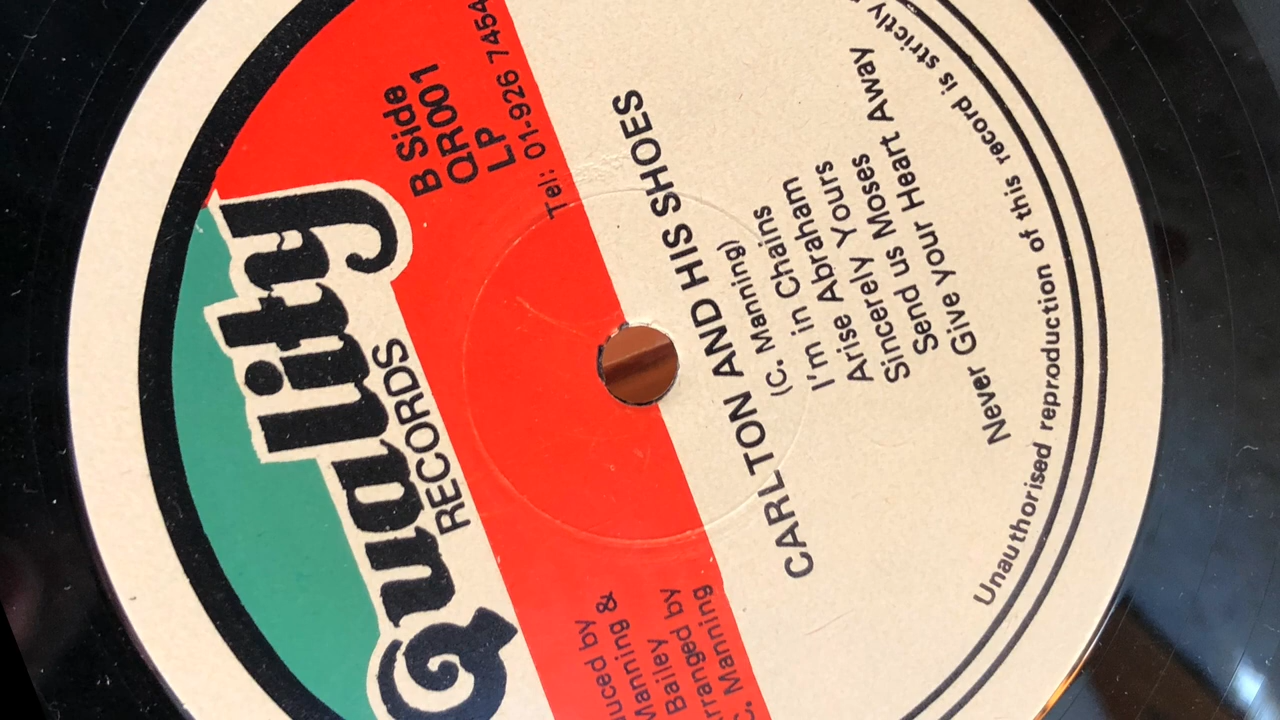 Quality
RECORDS
B Side
QR001
LP
Tel: 01-926 7454
by
Manning &
Bailey
by
Manning
CARLTON AND HIS SHOES
(C. Manning)
I'm in Chains
Arise Abraham
Sincerely Yours
Send us Moses
Never Give your Heart Away
Unauthorised reproduction of this record is strictly